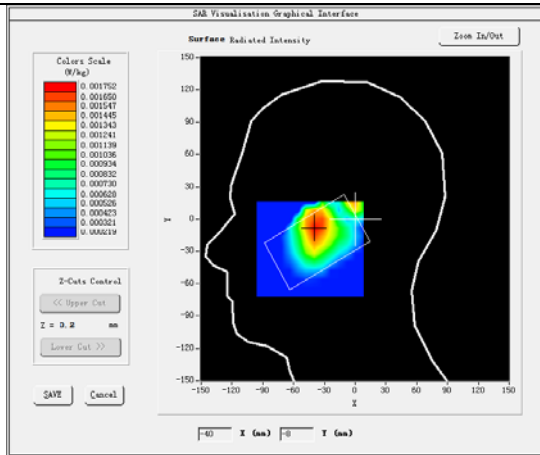 SAR Visualisation Graphical Interface
Surface Radiated Intensity
Zoom In/Out
Colors Scale
(W/kg)
0.001752
0.001650
0.001547
0.001445
0.001343
0.001241
0.001139
0.001036
0.000934
0.000832
0.000730
0.000628
0.000526
0.000423
0.000321
0.000219
Z-Cuts Control
<< Upper Cut
Z = 3.2 mm
Lower Cut >>
SAVE Cancel
150
120
90
60
30
Y 0
-30
-60
-90
-120
-150
-150 -120 -90 -60 -30 0 30 60 90 120 150
X
-40 X (mm) -8 Y (mm)